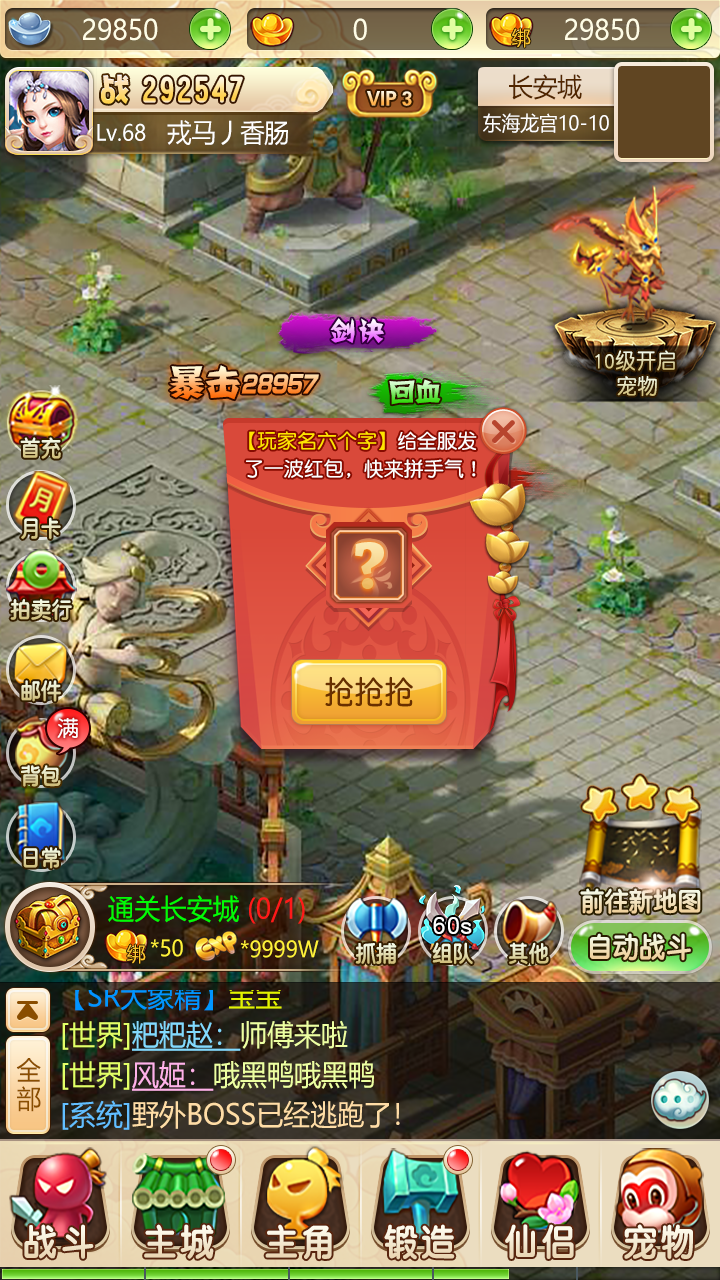 29850
0
绑
29850
战 292547
VIP 3
长安城
Lv.68 戎马丿香肠
东海龙宫10-10
剑诀
10级开启
宠物
暴击28957
回血
首充
【玩家名六个字】给全服发
了一波红包，快来拼手气！
月
月卡
?
拍卖行
邮件
抢抢抢
满
背包
日常
前往新地图
通关长安城 (0/1)
绑*50 EXP*9999W
抓捕
60s
组队
其他
自动战斗
【SR大象精】宝宝
[世界]粑粑赵：师傅来啦
全部
[世界]风姬：哦黑鸭哦黑鸭
[系统]野外BOSS已经逃跑了！
战斗
主城
主角
锻造
仙侣
宠物